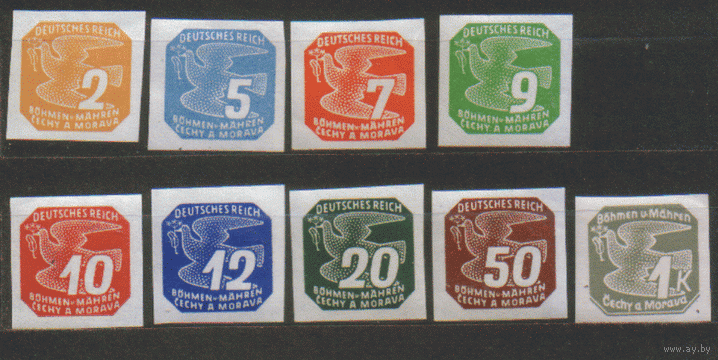 DEUTSCHES REICH
2
BÖHMEN-MÄHREN
ČECHY A MORAVA
DEUTSCHES REICH
5
BÖHMEN-MÄHREN
ČECHY A MORAVA
DEUTSCHES REICH
7
BÖHMEN-MÄHREN
ČECHY A MORAVA
DEUTSCHES REICH
9
BÖHMEN-MÄHREN
ČECHY A MORAVA
DEUTSCHES REICH
10
BÖHMEN-MÄHREN
ČECHY A MORAVA
DEUTSCHES REICH
12
BÖHMEN-MÄHREN
ČECHY A MORAVA
DEUTSCHES REICH
20
BÖHMEN-MÄHREN
ČECHY A MORAVA
DEUTSCHES REICH
50
BÖHMEN-MÄHREN
ČECHY A MORAVA
Böhmen u. Mähren
1K
Čechy a Morava
www.ay.by